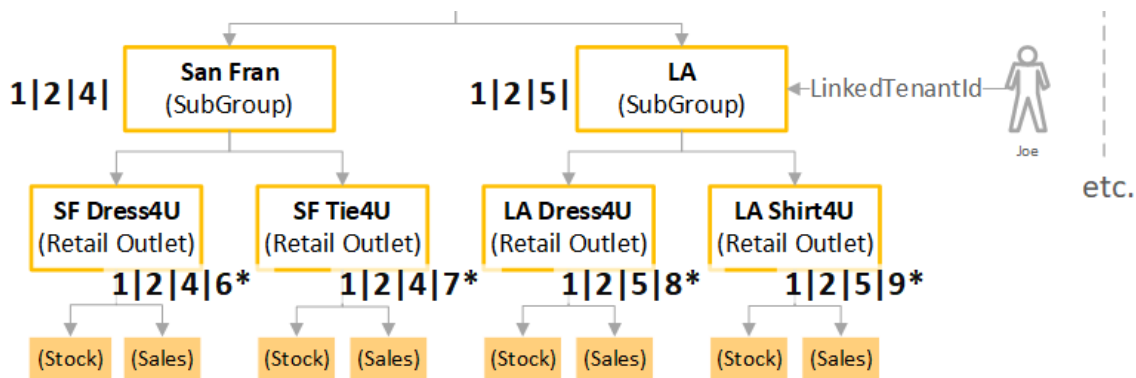 San Fran
(SubGroup)
1|2|4|
LA
(SubGroup)
1|2|5|
LinkedTenantId
Joe
etc.
SF Dress4U
(Retail Outlet)
SF Tie4U
(Retail Outlet)
LA Dress4U
(Retail Outlet)
LA Shirt4U
(Retail Outlet)
1|2|4|6*
1|2|4|7*
1|2|5|8*
1|2|5|9*
(Stock)
(Sales)
(Stock)
(Sales)
(Stock)
(Sales)
(Stock)
(Sales)